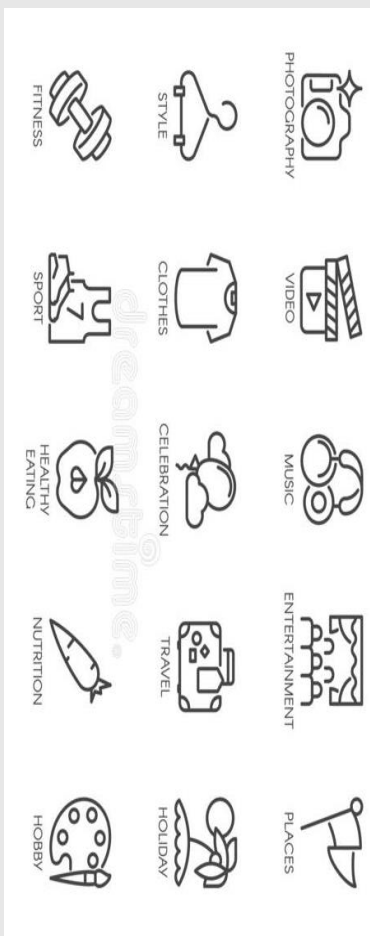 PHOTOGRAPHY
VIDEO
MUSIC
ENTERTAINMENT
PLACES
STYLE
CLOTHES
CELEBRATION
TRAVEL
HOLIDAY
FITNESS
SPORT
HEALTHY
EATING
NUTRITION
HOBBY
dreamstime.